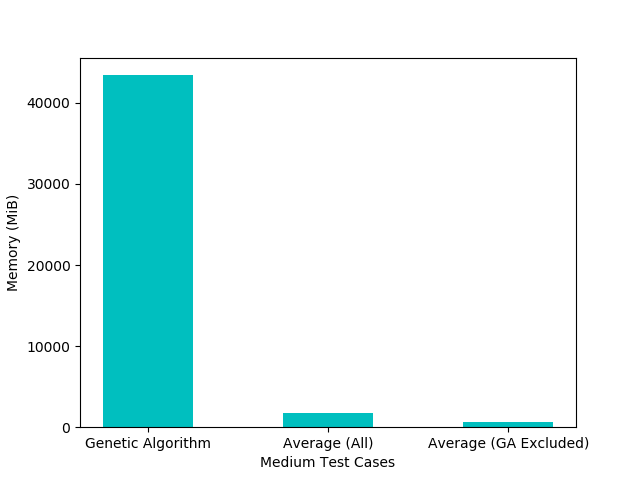 40000
30000
20000
10000
0
Memory (MiB)
Genetic Algorithm
Average (All)
Average (GA Excluded)
Medium Test Cases